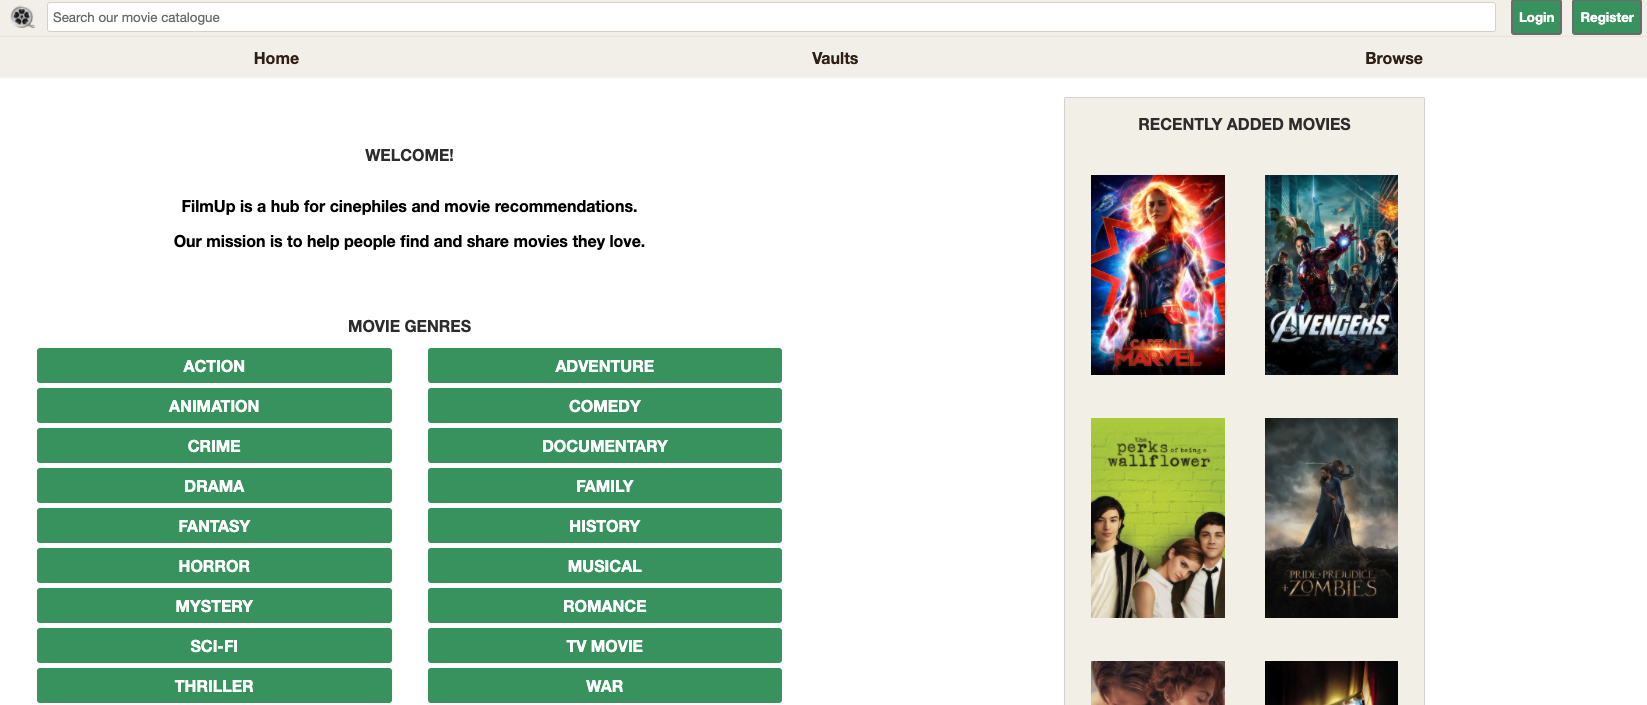 Search our movie catalogue
Login
Register
Home
Vaults
Browse
WELCOME!
FilmUp is a hub for cinephiles and movie recommendations.
Our mission is to help people find and share movies they love.
MOVIE GENRES
ACTION
ADVENTURE
ANIMATION
COMEDY
CRIME
DOCUMENTARY
DRAMA
FAMILY
FANTASY
HISTORY
HORROR
MUSICAL
MYSTERY
ROMANCE
SCI-FI
TV MOVIE
THRILLER
WAR
RECENTLY ADDED MOVIES
CAPTAIN
MARVEL
AVENGERS
the
perks of being a
wallflower
PRIDE + PREJUDICE
+ ZOMBIES